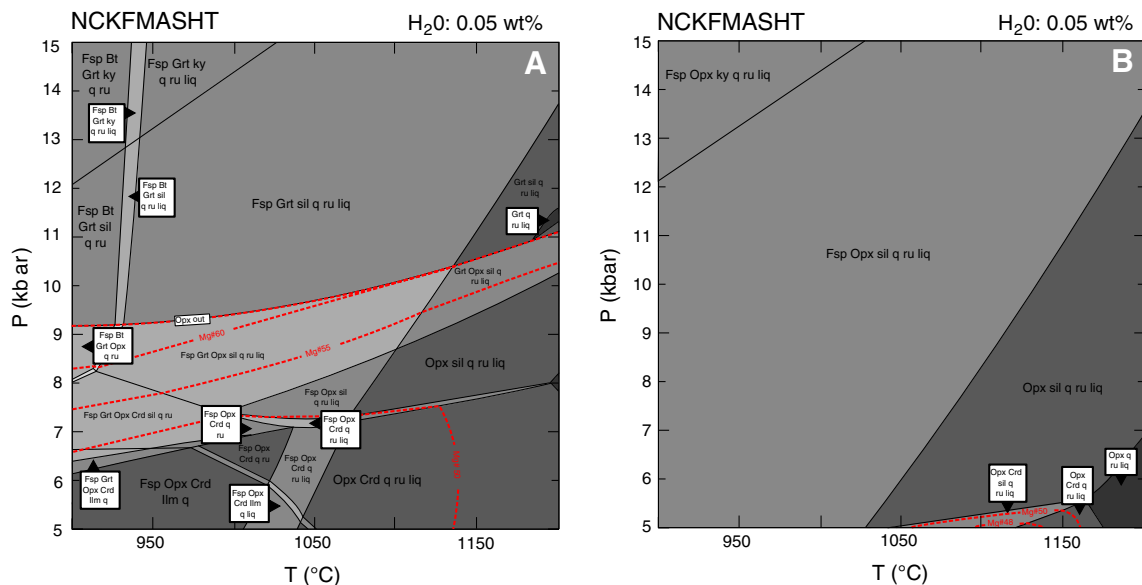 NCKFMASHT
H₂0: 0.05 wt%
A
15
14
13
12
11
10
9
8
7
6
5
P (kb ar)
950
1050
1150
T (°C)
Fsp Bt
Grt ky
q ru
Fsp Grt ky
q ru liq
Fsp Bt
Grt ky
q ru liq
Fsp Bt
Grt sil
q ru liq
Fsp Bt
Grt sil q
ru
Fsp Grt sil q ru liq
Grt sil q
ru liq
Grt q
ru liq
Grt Opx sil q
ru liq
Opx out
Mg#60
Fsp Bt
Grt Opx
q ru
Fsp Grt Opx sil q ru liq
Mg#55
Opx sil q ru liq
Fsp Opx sil
q ru liq
Fsp Grt Opx Crd sil q ru
Fsp Opx
Crd q
ru
Fsp Opx
Crd q
ru liq
Fsp Opx
Crd q ru
Fsp Opx
Crd q
ru liq
Opx Crd q ru liq
Mg#50
Fsp Grt
Opx Crd
Ilm q
Fsp Opx Crd
Ilm q
Fsp Opx
Crd Ilm
q liq
NCKFMASHT
H₂0: 0.05 wt%
B
15
14
13
12
11
10
9
8
7
6
5
P (kbar)
950
1050
1150
T (°C)
Fsp Opx ky q ru liq
Fsp Opx sil q ru liq
Opx sil q ru liq
Opx q
ru liq
Opx Crd
sil q
ru liq
Opx
Crd q
ru liq
Mg#50
Mg#48